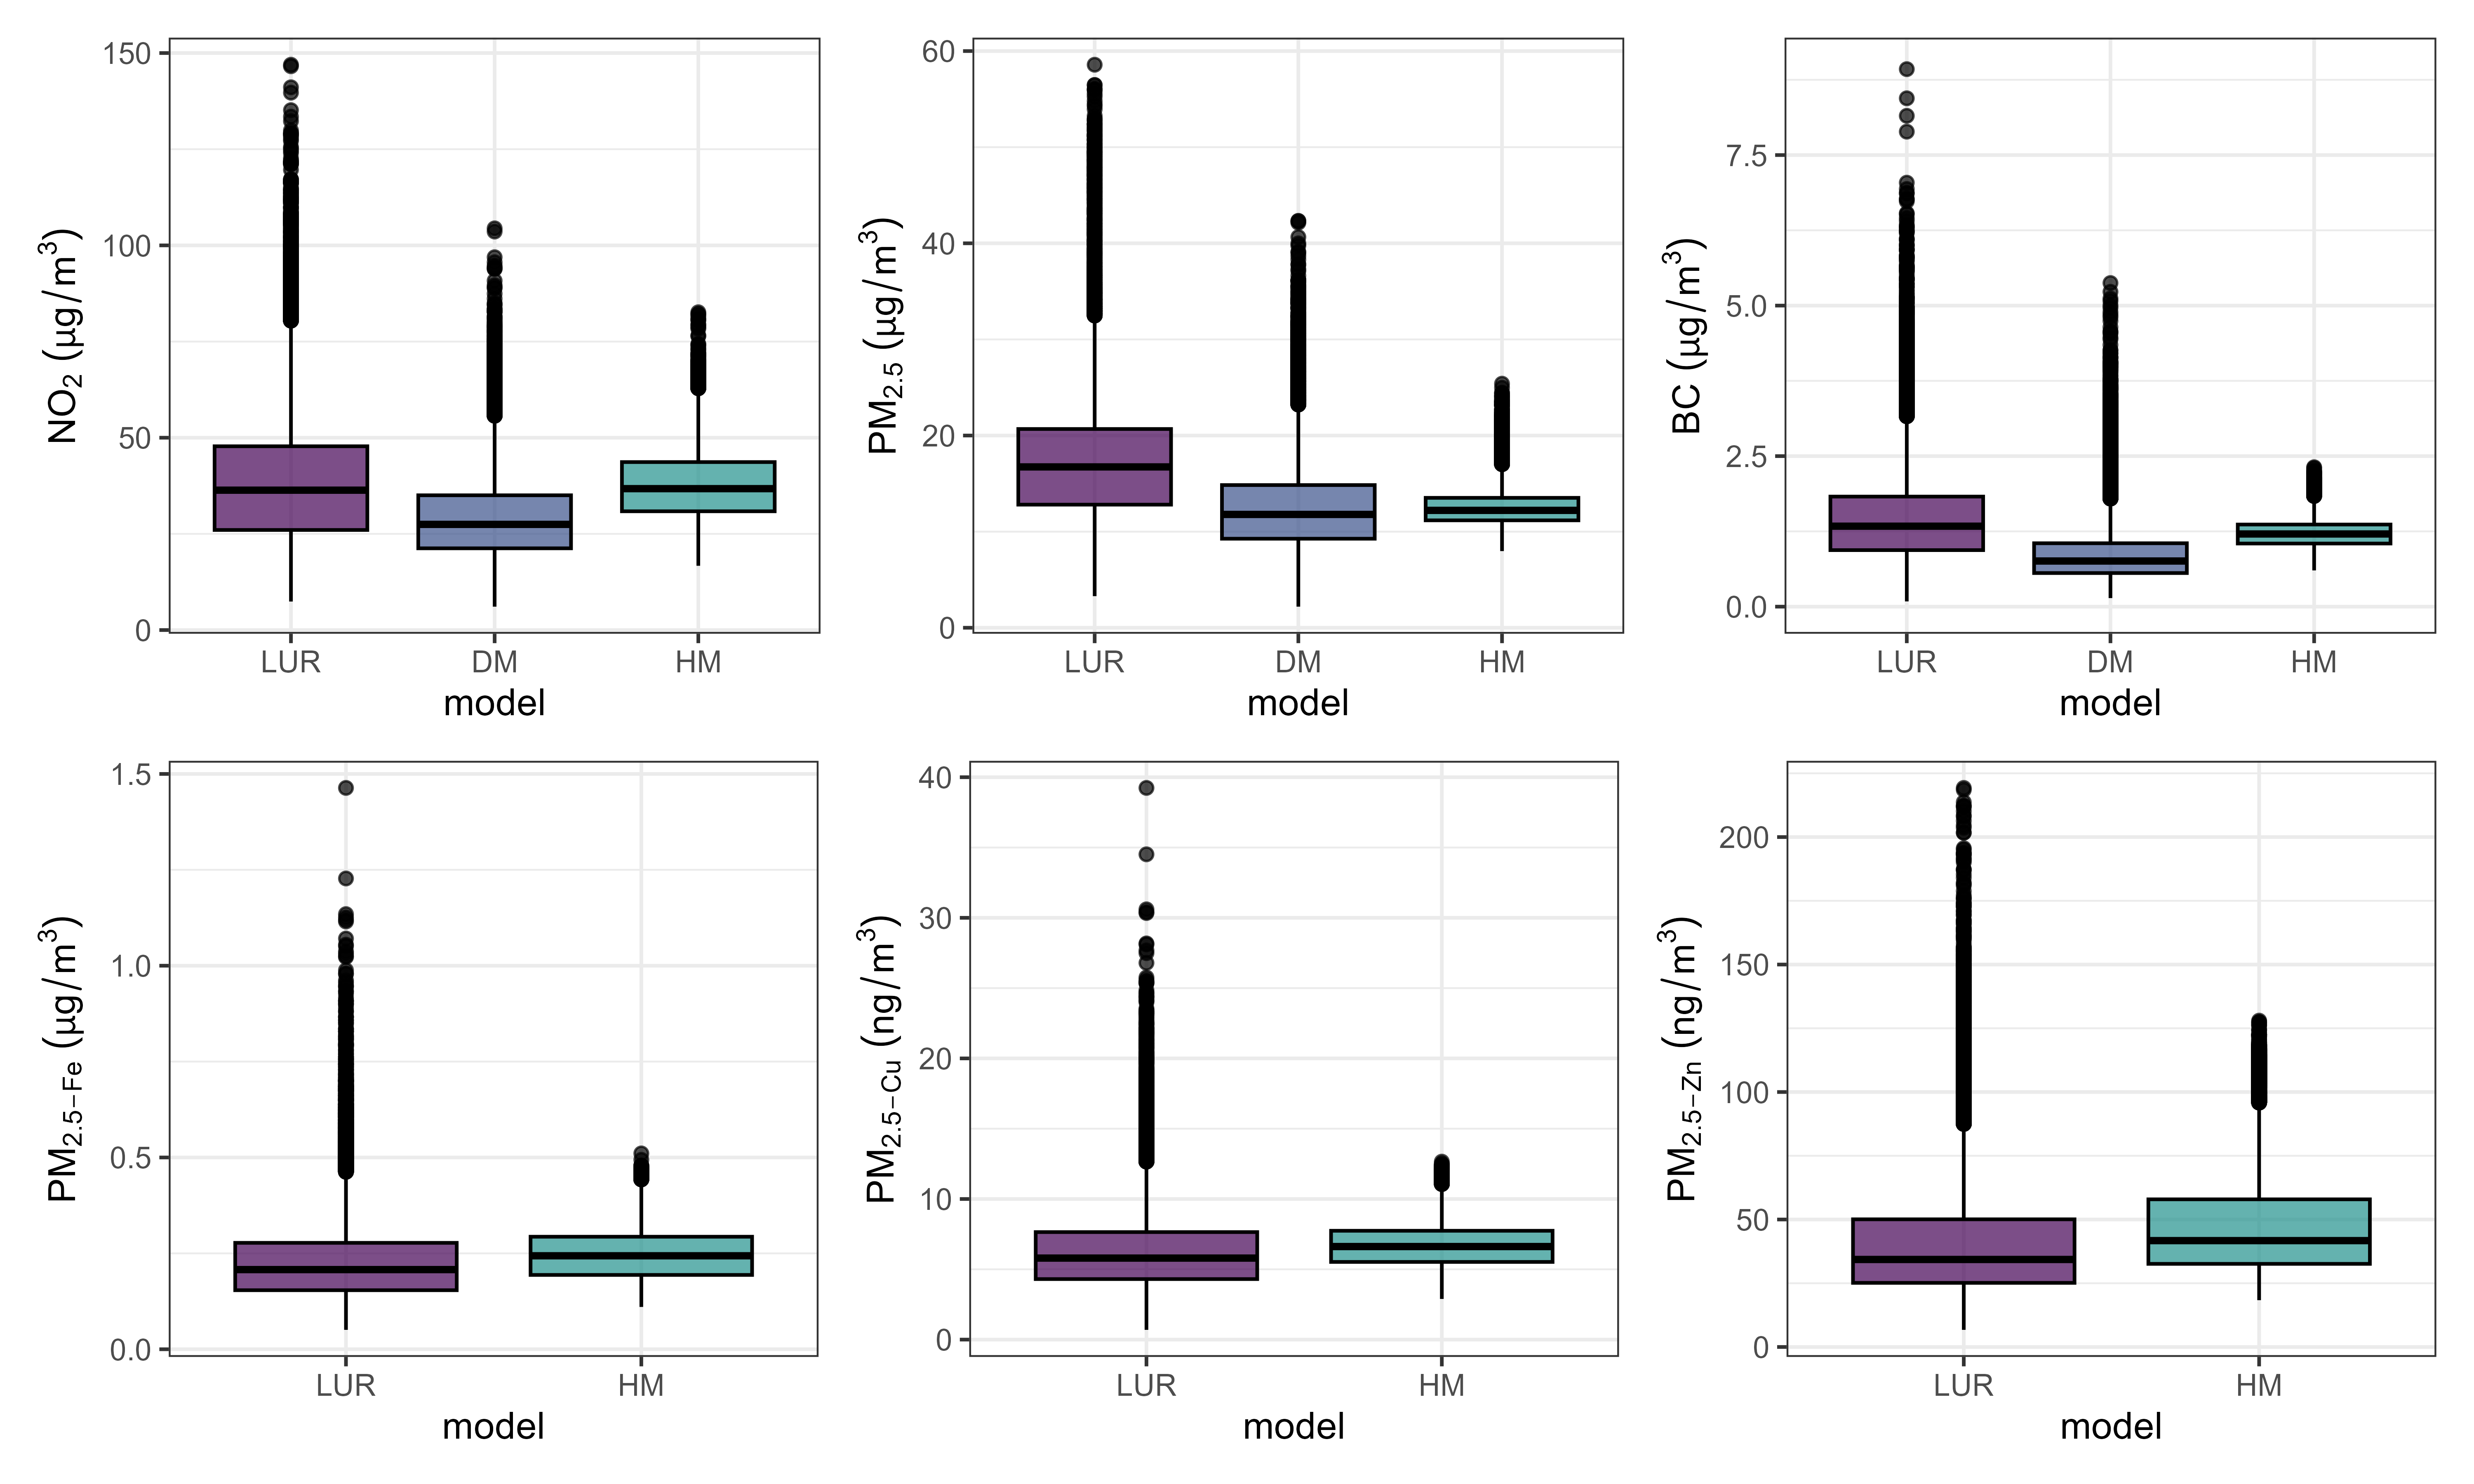 NO2 (µg/m3)
150
100
50
0
LUR DM HM
model
PM2.5 (µg/m3)
60
40
20
0
LUR DM HM
model
BC (µg/m3)
7.5
5.0
2.5
0.0
LUR DM HM
model
PM2.5−Fe (µg/m3)
1.5
1.0
0.5
0.0
LUR HM
model
PM2.5−Cu (ng/m3)
40
30
20
10
0
LUR HM
model
PM2.5−Zn (ng/m3)
200
150
100
50
0
LUR HM
model